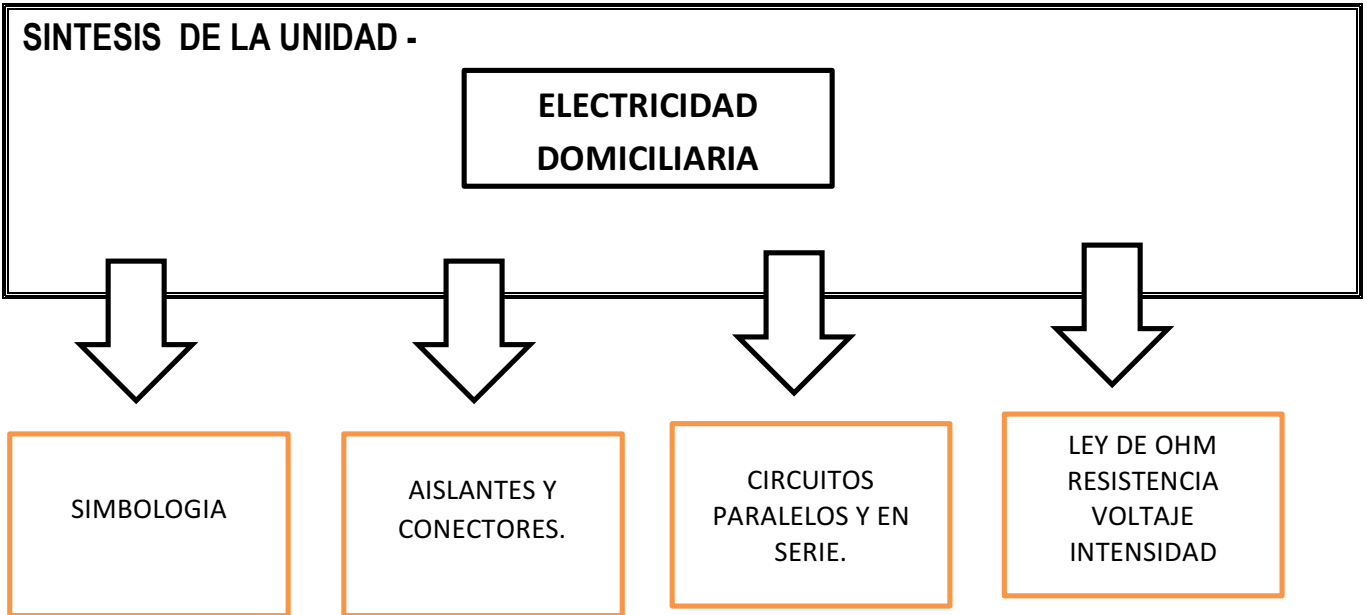 SINTESIS DE LA UNIDAD -
ELECTRICIDAD
DOMICILIARIA
SIMBOLOGIA
AISLANTES Y
CONECTORES.
CIRCUITOS
PARALELOS Y EN
SERIE.
LEY DE OHM
RESISTENCIA
VOLTAJE
INTENSIDAD